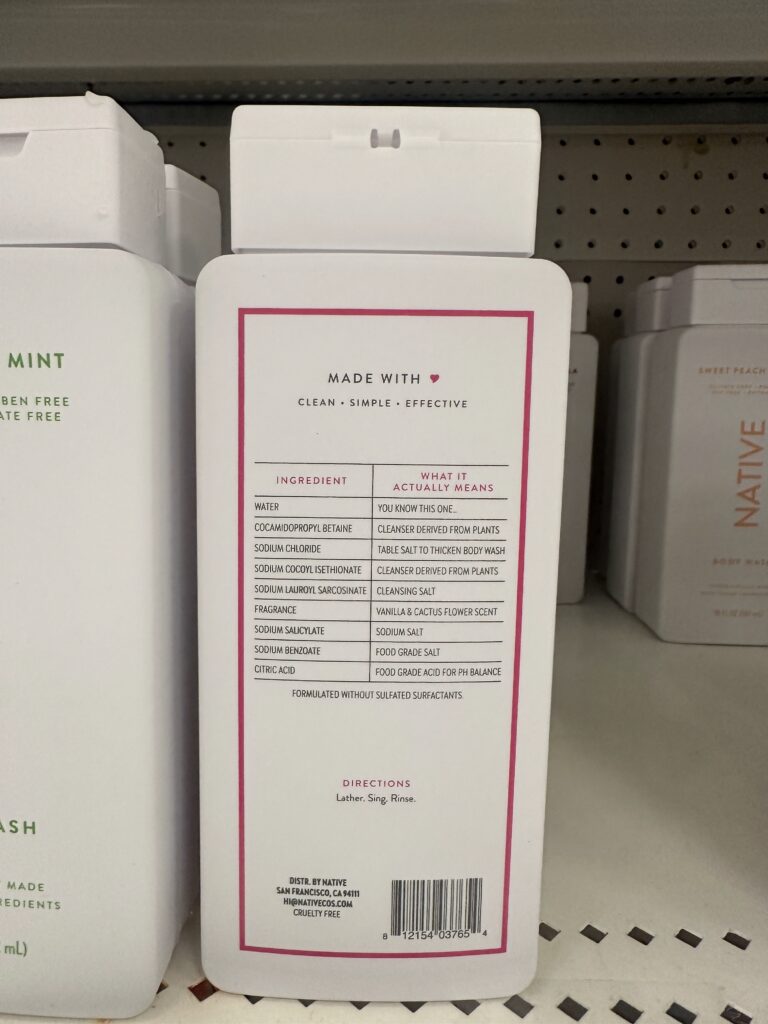 MADE WITH ♥
CLEAN • SIMPLE • EFFECTIVE
INGREDIENT WHAT IT ACTUALLY MEANS
WATER YOU KNOW THIS ONE...
COCAMIDOPROPYL BETAINE CLEANSER DERIVED FROM PLANTS
SODIUM CHLORIDE TABLE SALT TO THICKEN BODY WASH
SODIUM COCOYL ISETHIONATE CLEANSER DERIVED FROM PLANTS
SODIUM LAUROYL SARCOSINATE CLEANSING SALT
FRAGRANCE VANILLA & CACTUS FLOWER SCENT
SODIUM SALICYLATE SODIUM SALT
SODIUM BENZOATE FOOD GRADE SALT
CITRIC ACID FOOD GRADE ACID FOR PH BALANCE
FORMULATED WITHOUT SULFATED SURFACTANTS
DIRECTIONS
Lather. Sing. Rinse.
DISTR. BY NATIVE
SAN FRANCISCO, CA 94111
HI@NATIVECOS.COM
CRUELTY FREE
8 12154 03765 4
MINT
BEN FREE
ATE FREE
ASH
MADE
REDIENTS
mL)
SWEET PEACH
NATIVE
BODY WAS